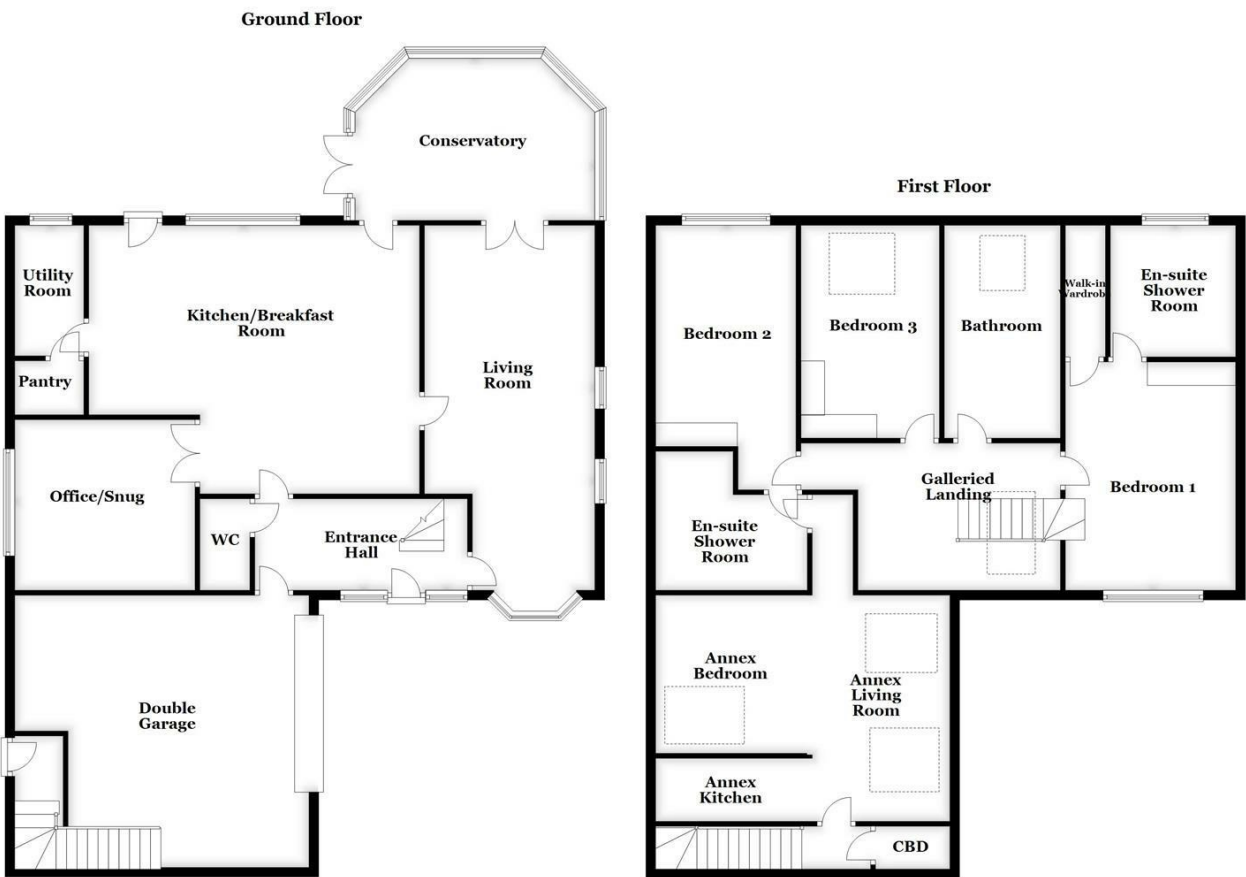 Ground Floor
Conservatory
Utility
Room
Kitchen/Breakfast
Room
Living
Room
Pantry
Office/Snug
WC
Entrance
Hall
Double
Garage
First Floor
Bedroom 2
Bedroom 3
Bathroom
Walk-in
Wardrobe
En-suite
Shower
Room
Galleried
Landing
Bedroom 1
En-suite
Shower
Room
Annex
Bedroom
Annex
Living
Room
Annex
Kitchen
CBD